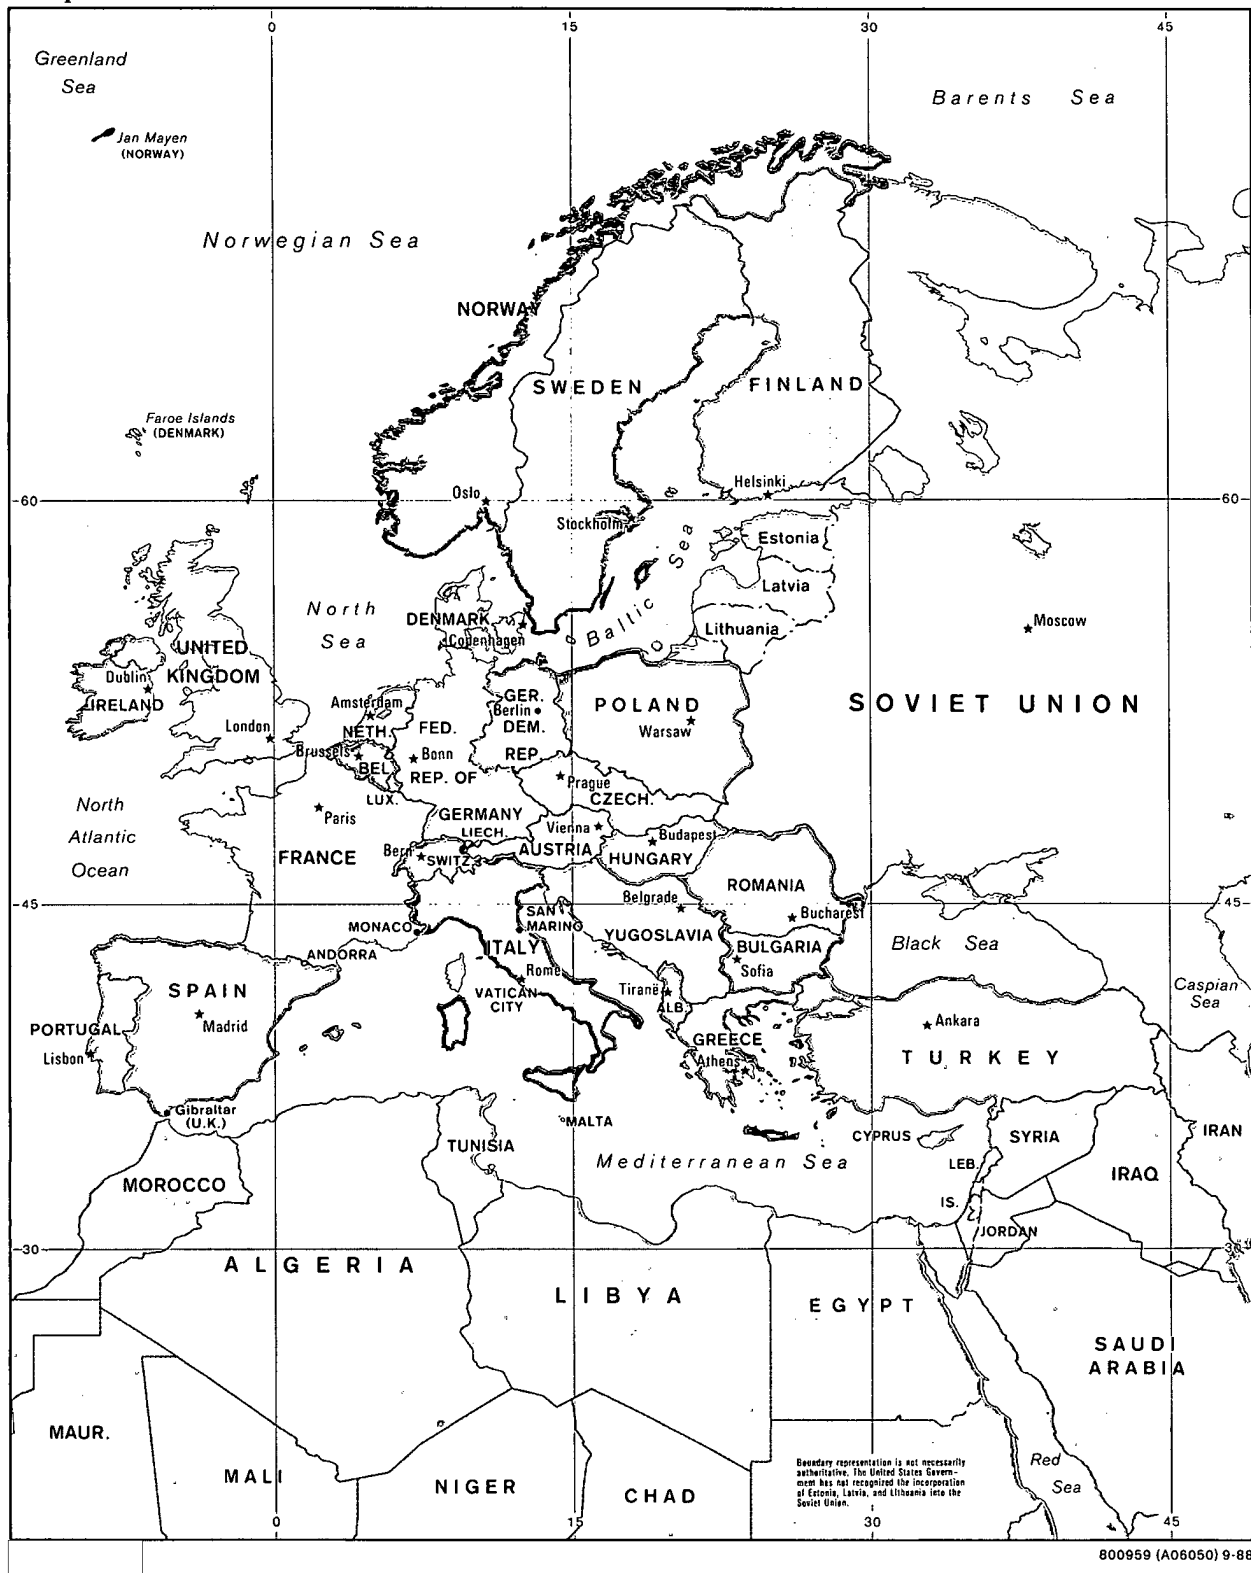 0 15 30 45
Greenland
Sea
Barents Sea
Jan Mayen
(NORWAY)
Norwegian Sea
NORWAY
SWEDEN
FINLAND
Faroe Islands
(DENMARK)
Helsinki
Oslo
60
60
Stockholm
Estonia
Baltic Sea
Latvia
North
Sea
DENMARK
Copenhagen
Lithuania
Moscow
UNITED
KINGDOM
Dublin
IRELAND
Amsterdam
NETH.
GER.
Berlin
DEM.
REP.
POLAND
Warsaw
SOVIET UNION
London
Brussels
BEL.
FED.
Bonn
REP. OF
GERMANY
Prague
CZECH.
LUX.
North
Atlantic
Ocean
Paris
LIECH.
Vienna
Budapest
FRANCE
Bern
SWITZ.
AUSTRIA
HUNGARY
ROMANIA
Belgrade
45
45
Bucharest
SAN
MARINO
MONACO
YUGOSLAVIA
BULGARIA
Black Sea
ANDORRA
ITALY
Sofia
Rome
SPAIN
VATICAN
CITY
Tiranë
ALB.
Caspian
Sea
Madrid
PORTUGAL
Lisbon
Ankara
GREECE
Athens
TURKEY
Gibraltar
(U.K.)
MALTA
TUNISIA
CYPRUS
SYRIA
IRAN
Mediterranean Sea
LEB.
IRAQ
MOROCCO
IS.
JORDAN
30
30
ALGERIA
LIBYA
EGYPT
SAUDI
ARABIA
MAUR.
MALI
NIGER
CHAD
Red
Sea
Boundary representation is not necessarily
authoritative. The United States Govern-
ment has not recognized the incorporation
of Estonia, Latvia, and Lithuania into the
Soviet Union.
0 15 30 45
800959 (A06050) 9-88